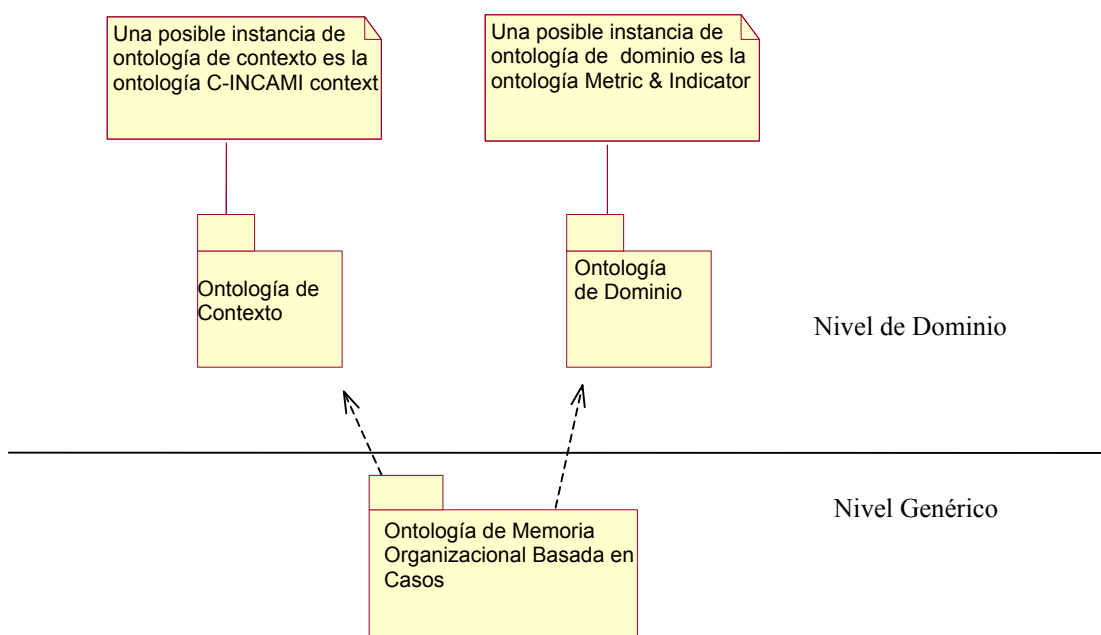 Una posible instancia de
ontología de contexto es la
ontología C-INCAMI context
Una posible instancia de
ontología de dominio es la
ontología Metric & Indicator
Ontología de
Contexto
Ontología
de Dominio
Nivel de Dominio
Nivel Genérico
Ontología de Memoria
Organizacional Basada en
Casos